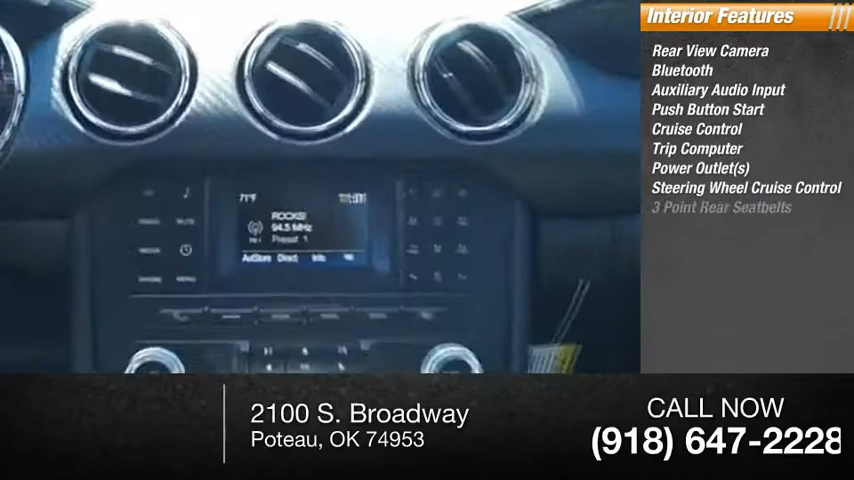 Interior Features
Rear View Camera
Bluetooth
Auxiliary Audio Input
Push Button Start
Cruise Control
Trip Computer
Power Outlet(s)
Steering Wheel Cruise Control
3 Point Rear Seatbelts
71°F
ROCKS!
94.5 MHz
Preset 1
AutStore Direct Info
2100 S. Broadway
Poteau, OK 74953
CALL NOW
(918) 647-2228